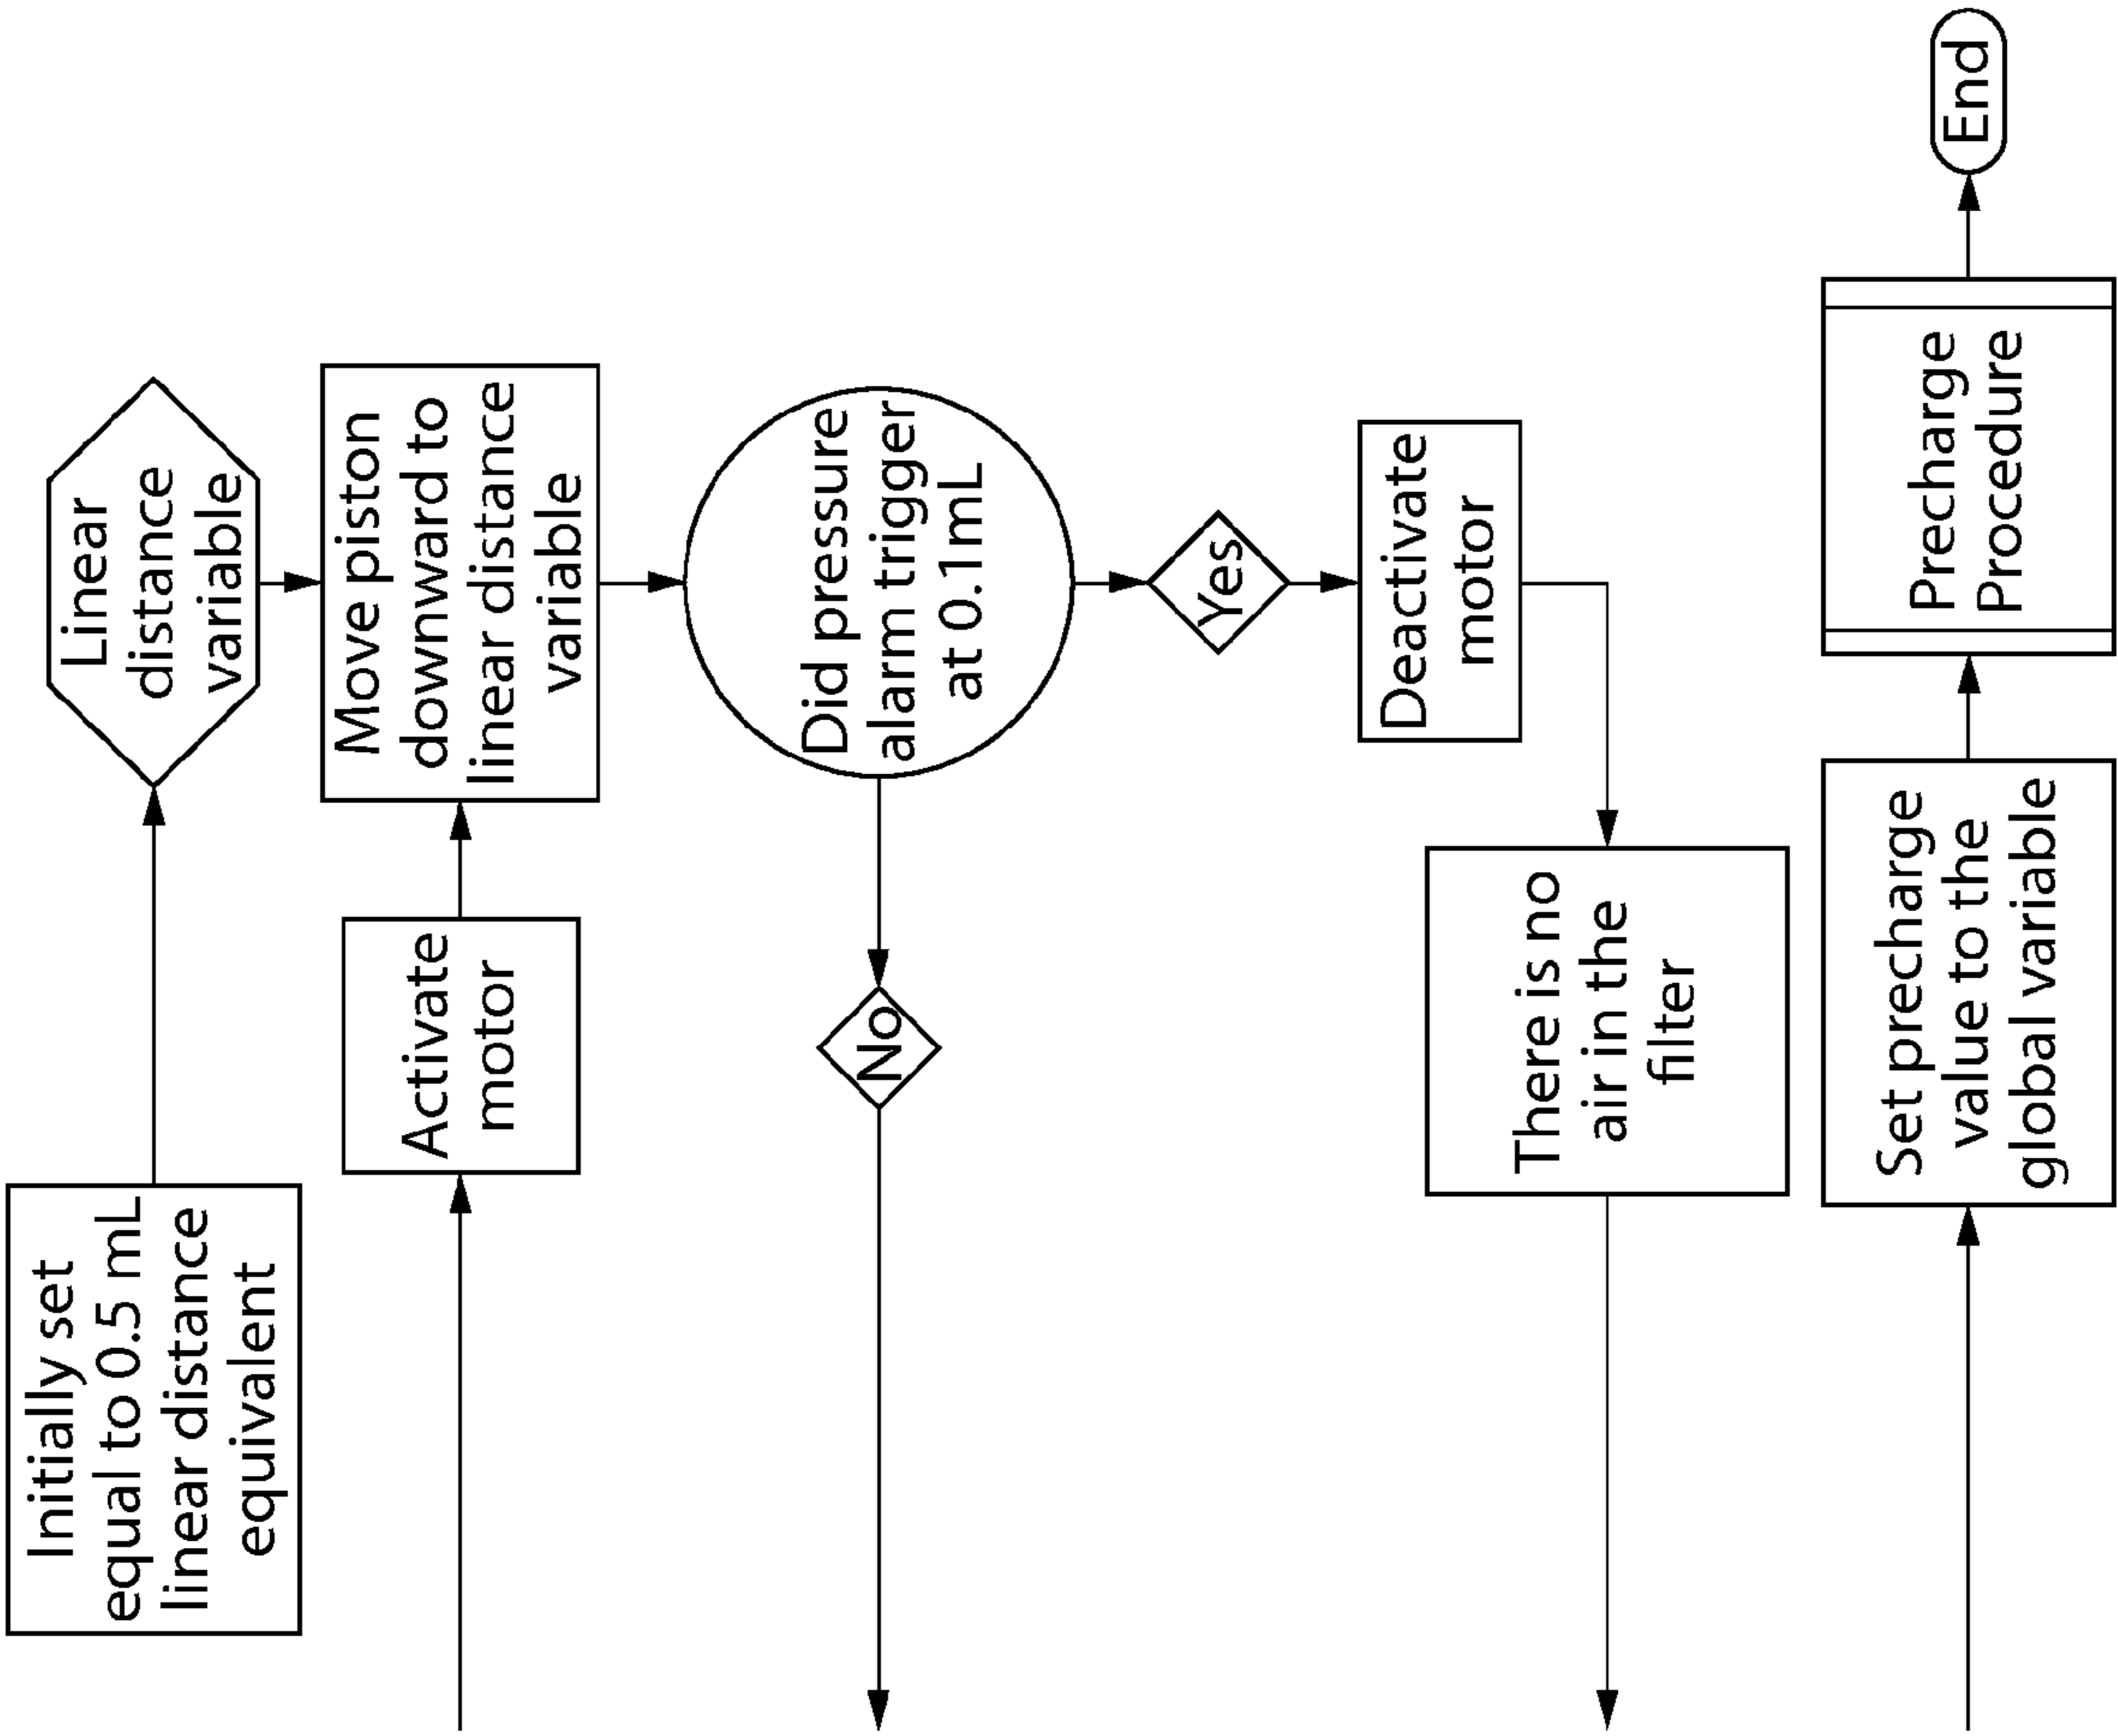 Initially set
equal to 0.5 mL
linear distance
equivalent
Linear
distance
variable
Activate
motor
Move piston
downward to
linear distance
variable
Did pressure
alarm trigger
at 0.1mL
No
Yes
Deactivate
motor
There is no
air in the
filter
Set precharge
value to the
global variable
Precharge
Procedure
End